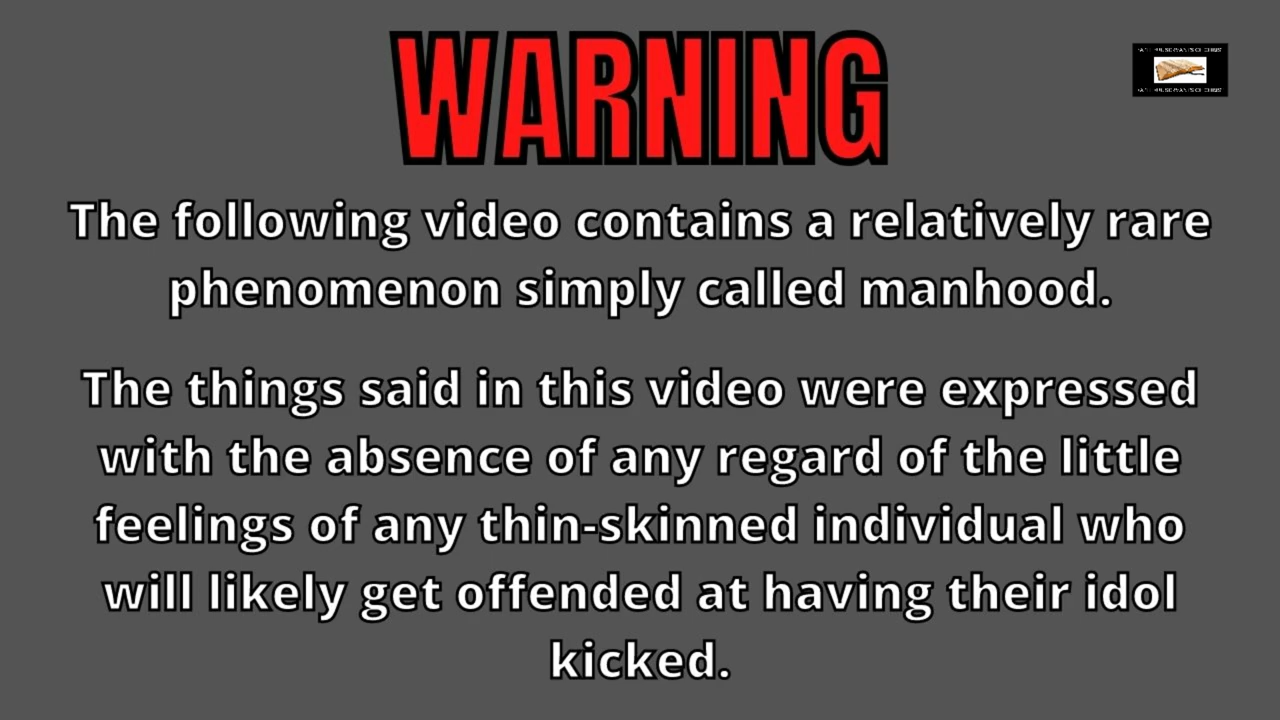 WARNING
The following video contains a relatively rare
phenomenon simply called manhood.
The things said in this video were expressed
with the absence of any regard of the little
feelings of any thin-skinned individual who
will likely get offended at having their idol
kicked.